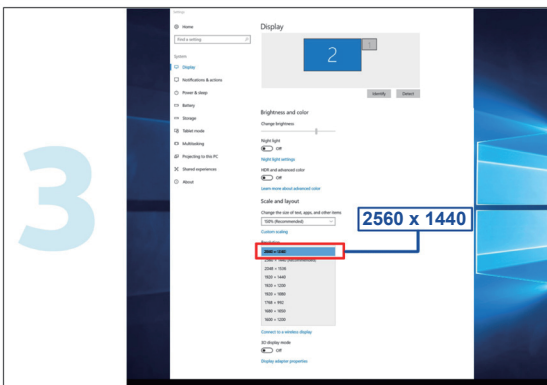 3
Settings
Home
Display
Find a setting
System
Display
Notifications & actions
Power & sleep
Battery
Storage
Tablet mode
Multitasking
Projecting to this PC
Shared experiences
About
2
1
Identify
Detect
Brightness and color
Change brightness
Night light
Off
Night light settings
HDR and advanced color
Off
Learn more about advanced color
Scale and layout
Change the size of text, apps, and other items
100% (Recommended)
Custom scaling
2560 x 1440
2048 × 1536
1920 × 1440
1920 × 1200
1920 × 1080
1680 × 1050
1600 × 1200
Connect to a wireless display
3D display mode
Off
Display adapter properties